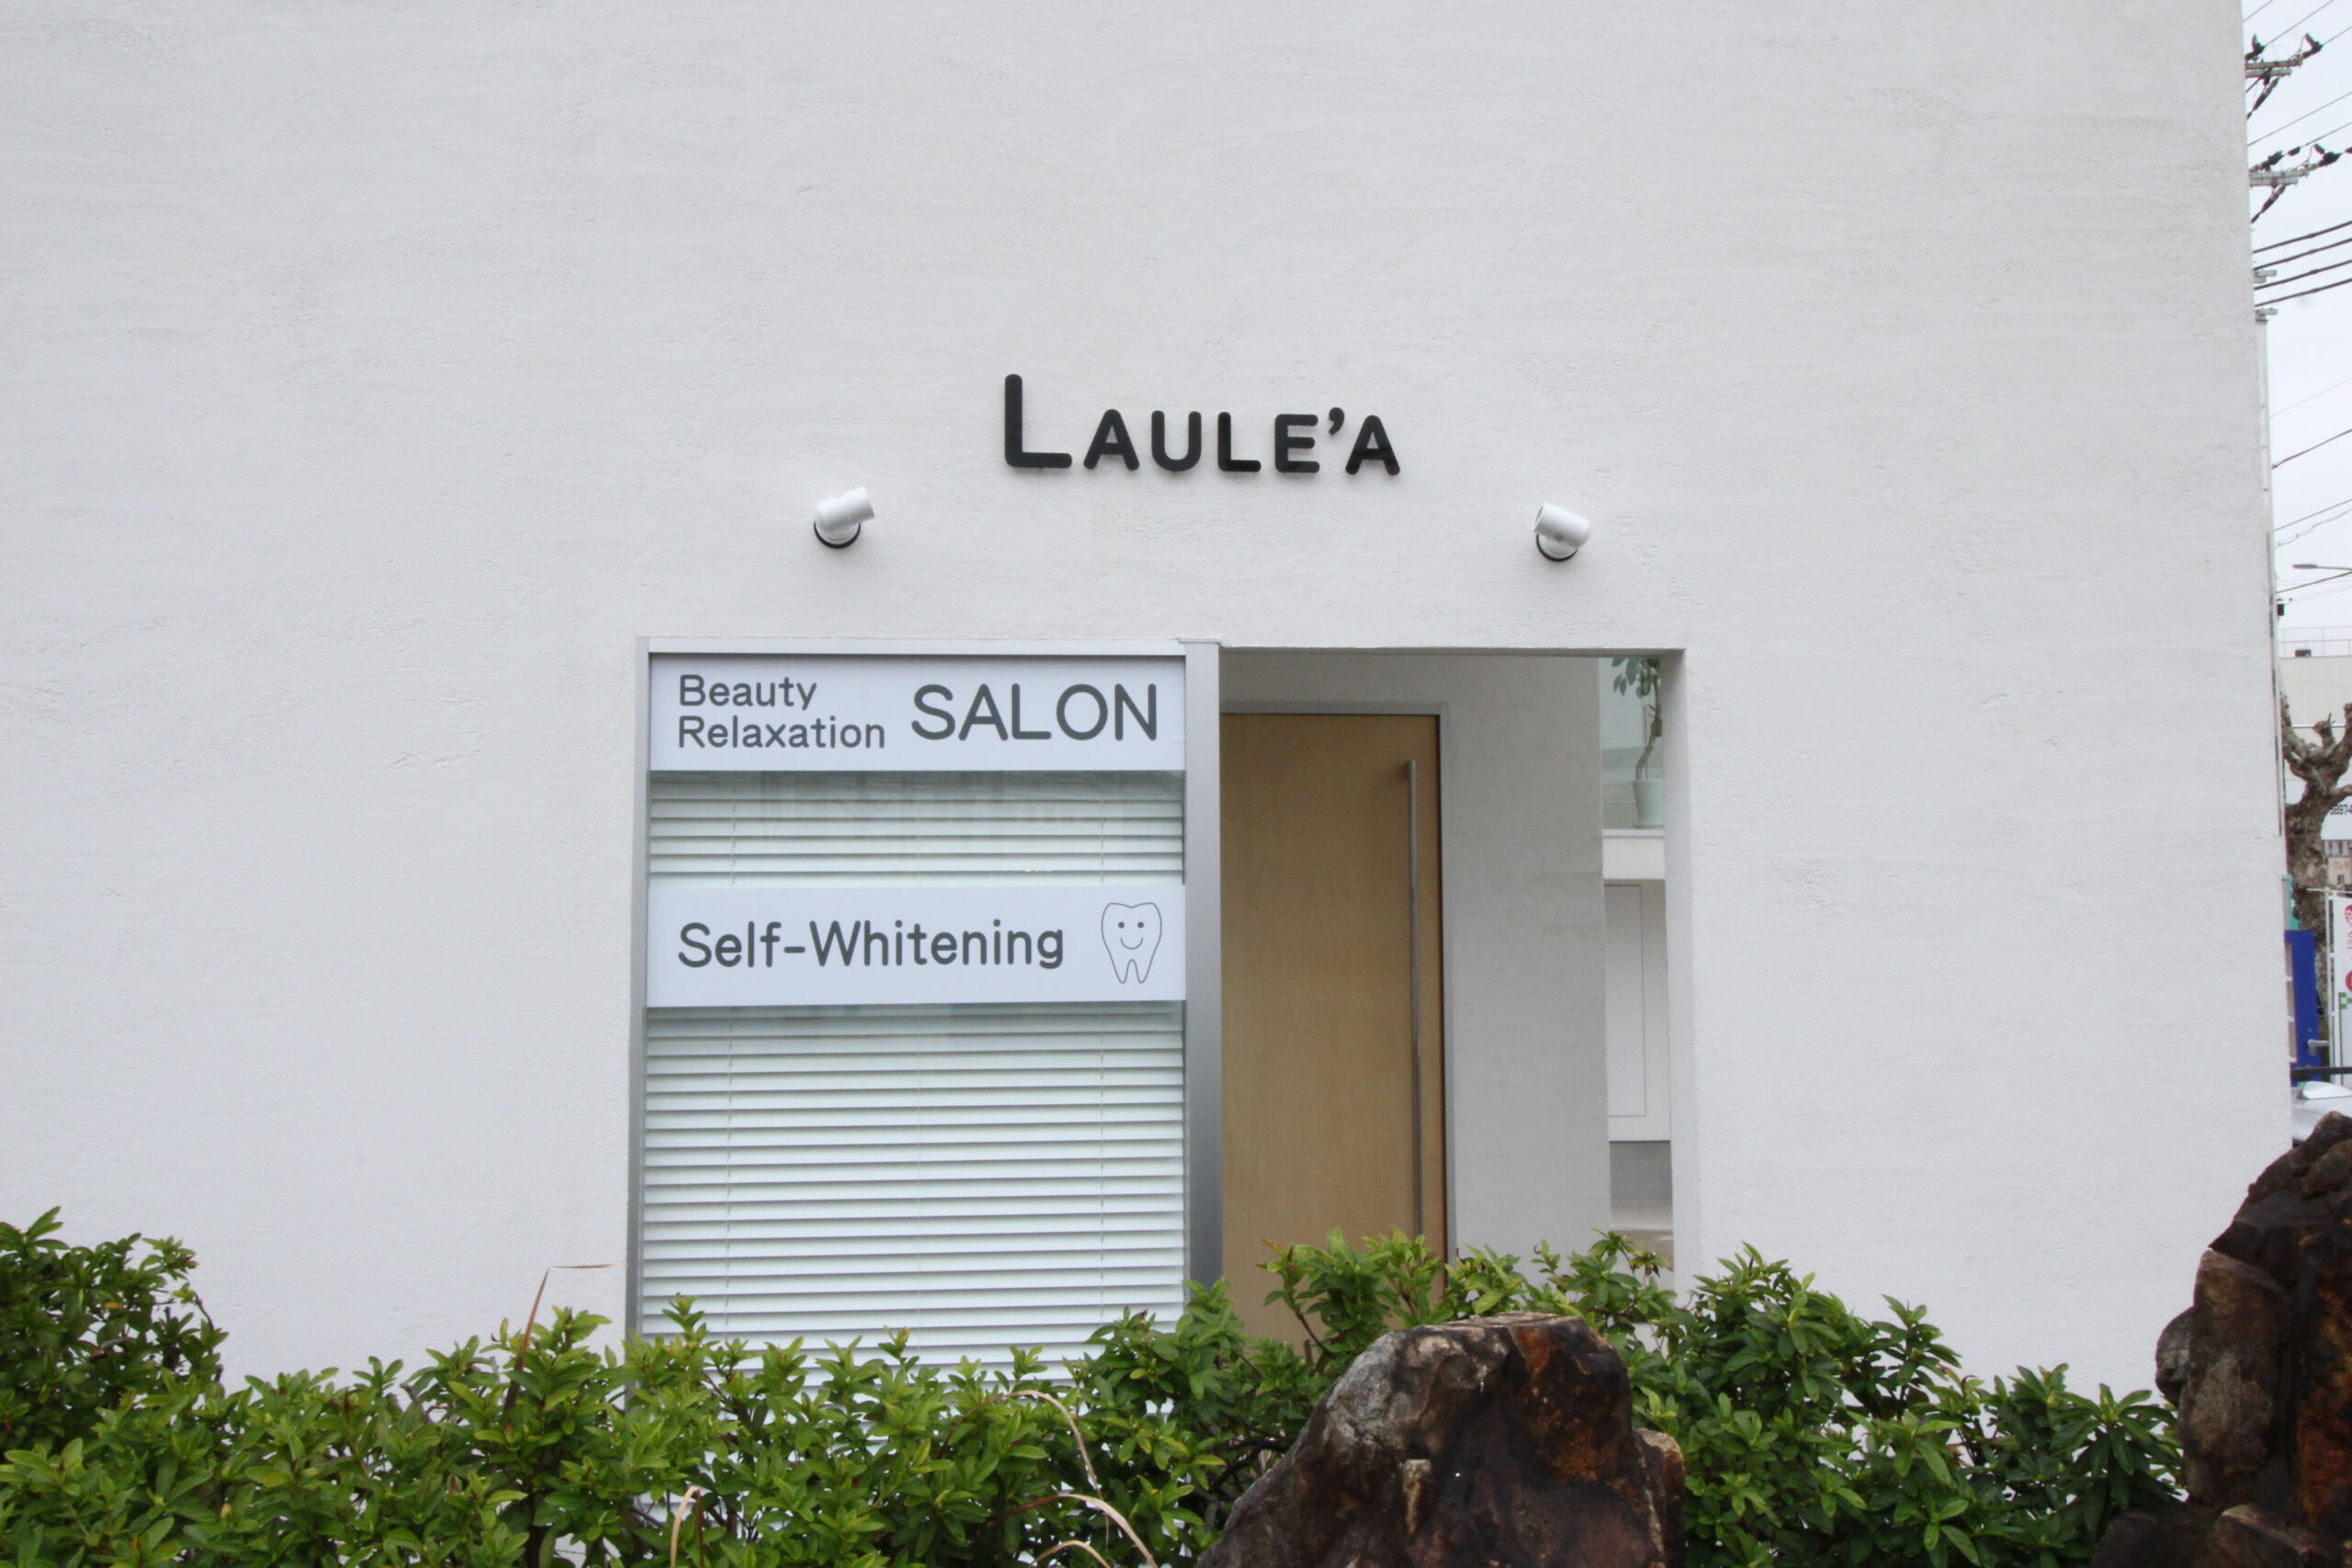 LAULE'A
Beauty
Relaxation
SALON
Self-Whitening